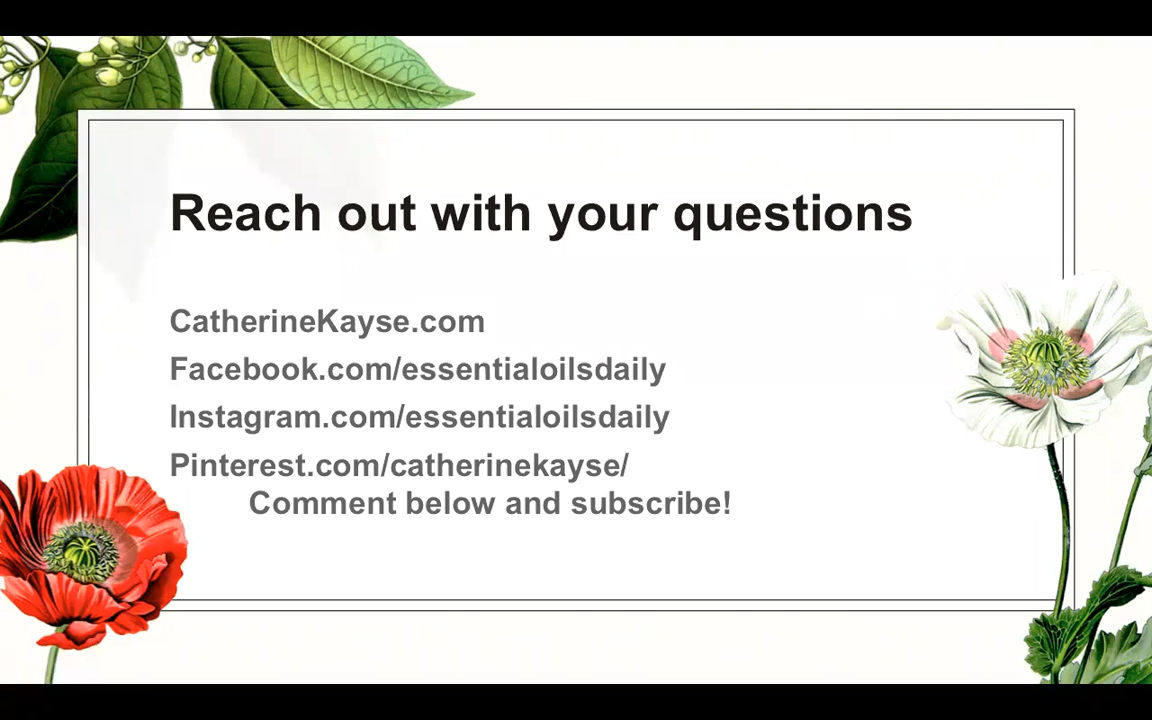 Reach out with your questions
CatherineKayse.com
Facebook.com/essentialoilsdaily
Instagram.com/essentialoilsdaily
Pinterest.com/catherinekayse/
Comment below and subscribe!